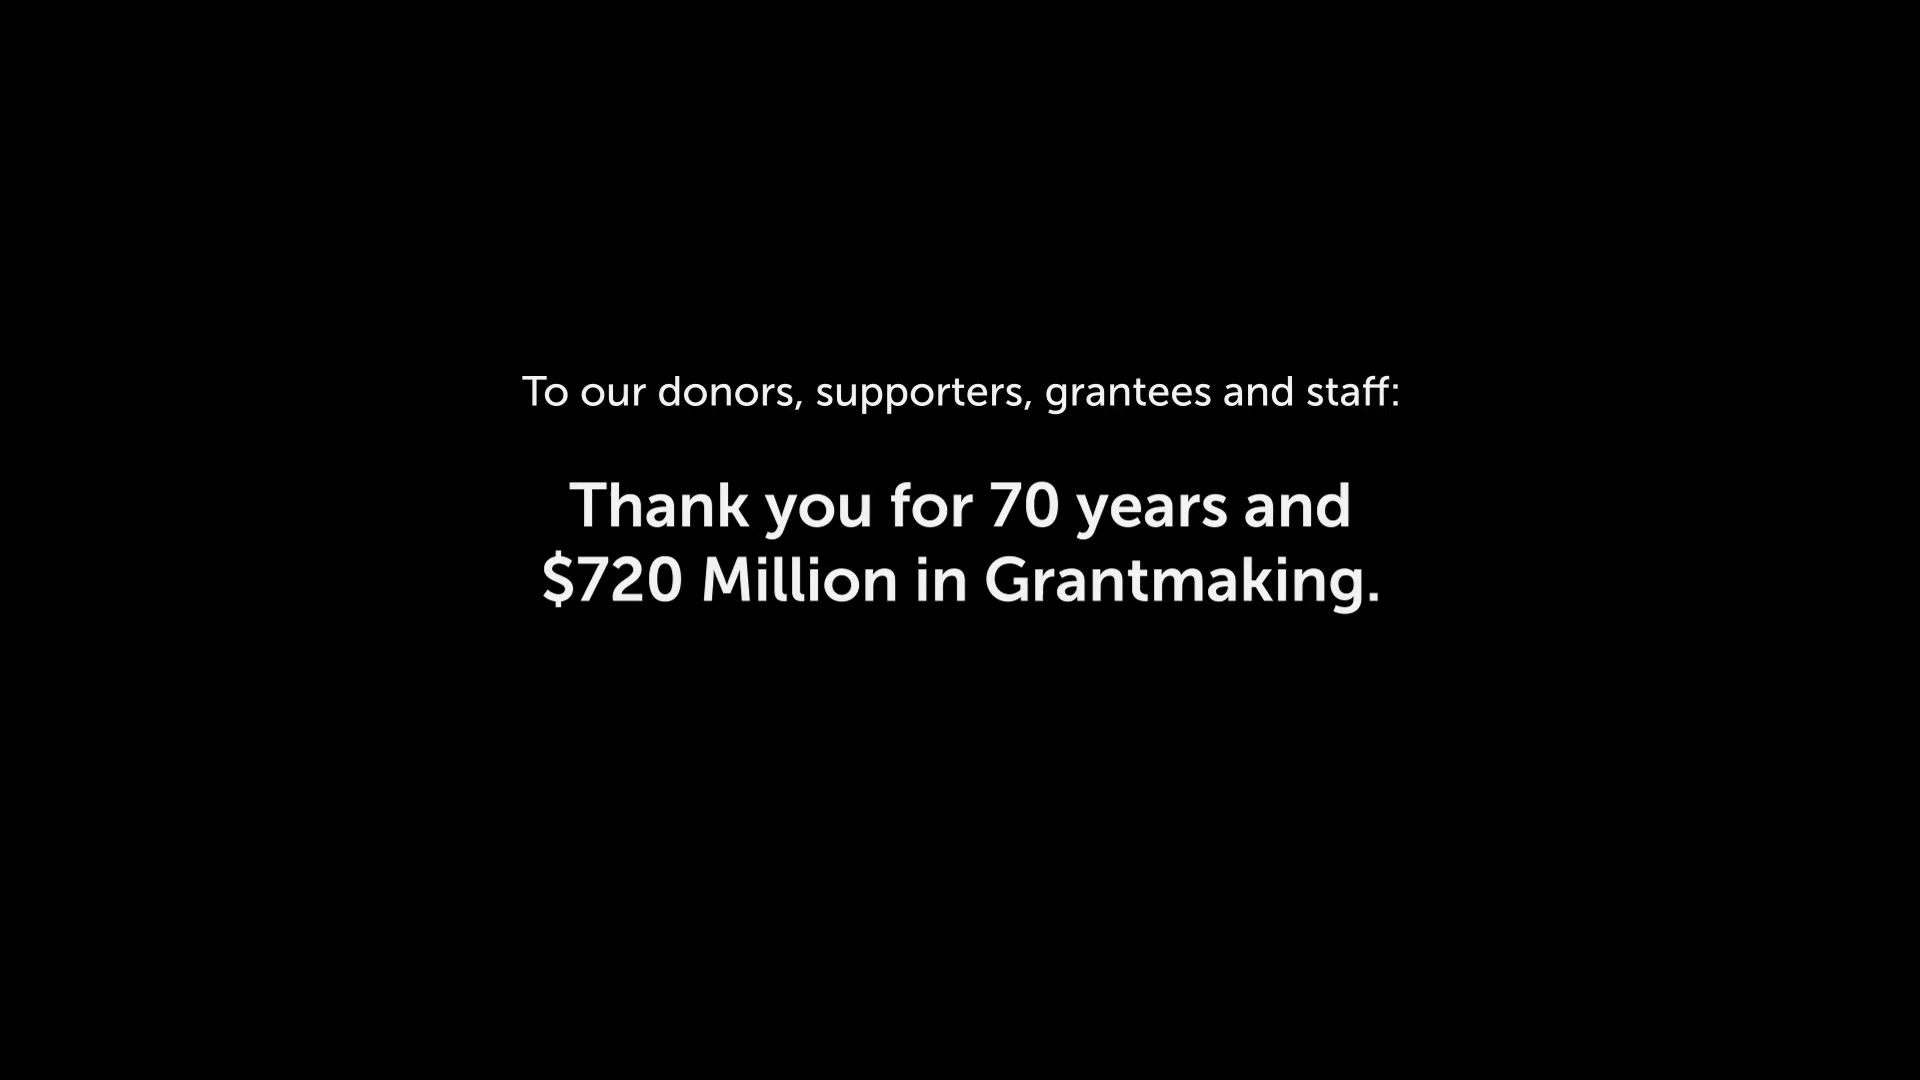 To our donors, supporters, grantees and staff:
Thank you for 70 years and
$720 Million in Grantmaking.